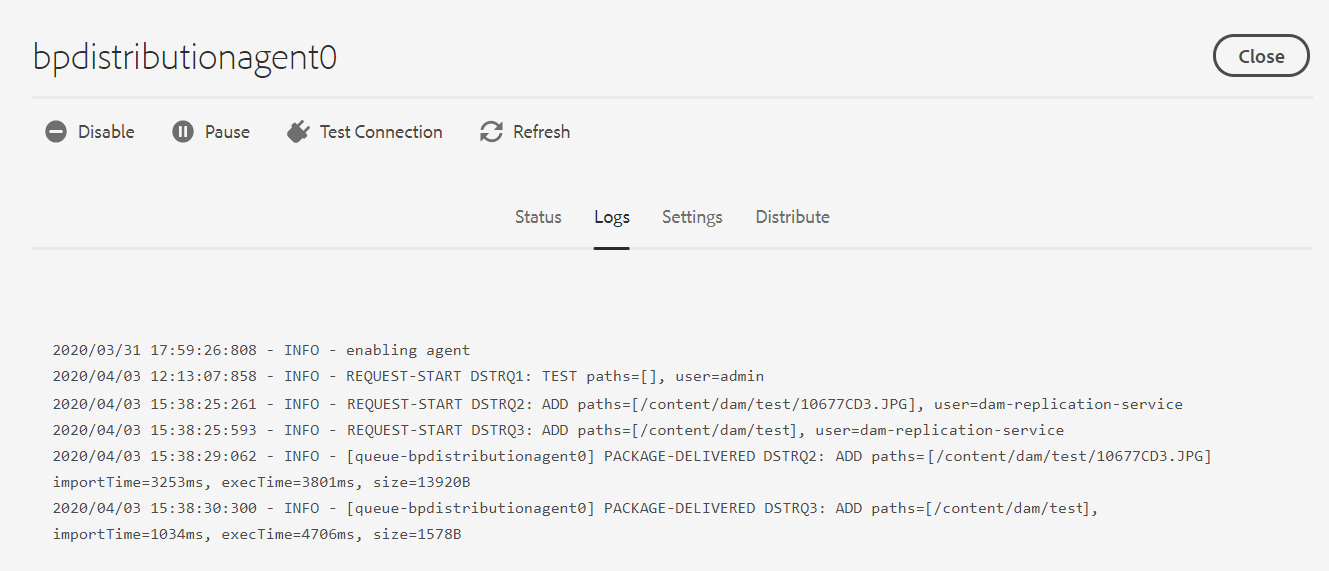 bpdistributionagent0
Close
Disable Pause Test Connection Refresh
Status Logs Settings Distribute
2020/03/31 17:59:26:808 - INFO - enabling agent
2020/04/03 12:13:07:858 - INFO - REQUEST-START DSTRQ1: TEST paths=[], user=admin
2020/04/03 15:38:25:261 - INFO - REQUEST-START DSTRQ2: ADD paths=[/content/dam/test/10677CD3.JPG], user=dam-replication-service
2020/04/03 15:38:25:593 - INFO - REQUEST-START DSTRQ3: ADD paths=[/content/dam/test], user=dam-replication-service
2020/04/03 15:38:29:062 - INFO - [queue-bpdistributionagent0] PACKAGE-DELIVERED DSTRQ2: ADD paths=[/content/dam/test/10677CD3.JPG]
importTime=3253ms, execTime=3801ms, size=13920B
2020/04/03 15:38:30:300 - INFO - [queue-bpdistributionagent0] PACKAGE-DELIVERED DSTRQ3: ADD paths=[/content/dam/test],
importTime=1034ms, execTime=4706ms, size=1578B